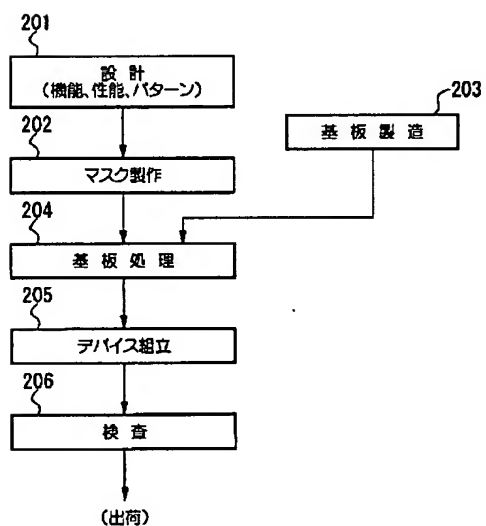 201
設計
(機能、性能、パターン)
202
マスク製作
203
基板製造
204
基板処理
205
デバイス組立
206
検査
(出荷)